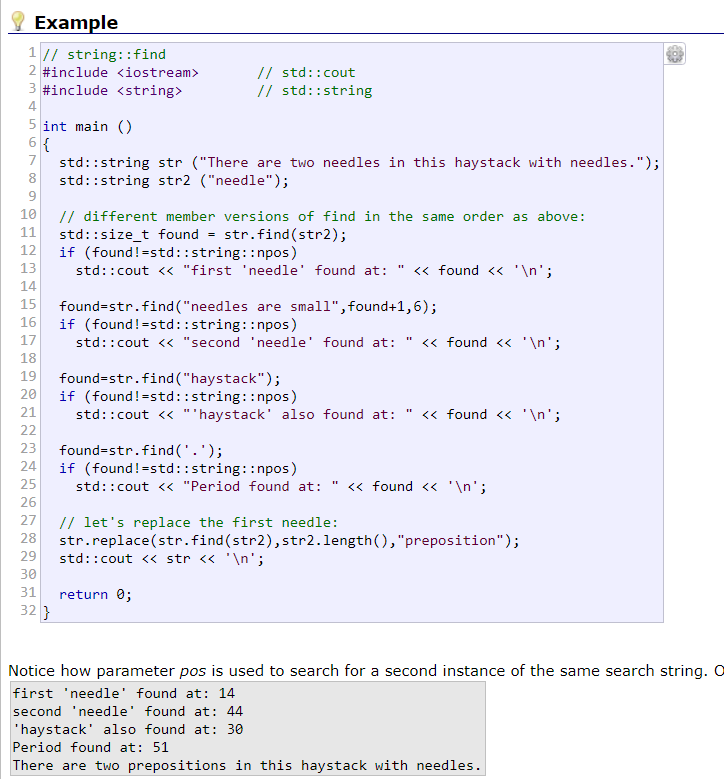 Example
1 // string::find
2 #include <iostream>       // std::cout
3 #include <string>         // std::string
4
5 int main ()
6 {
7   std::string str ("There are two needles in this haystack with needles.");
8   std::string str2 ("needle");
9
10   // different member versions of find in the same order as above:
11   std::size_t found = str.find(str2);
12   if (found!=std::string::npos)
13     std::cout << "first 'needle' found at: " << found << '\n';
14
15   found=str.find("needles are small",found+1,6);
16   if (found!=std::string::npos)
17     std::cout << "second 'needle' found at: " << found << '\n';
18
19   found=str.find("haystack");
20   if (found!=std::string::npos)
21     std::cout << "'haystack' also found at: " << found << '\n';
22
23   found=str.find('.');
24   if (found!=std::string::npos)
25     std::cout << "Period found at: " << found << '\n';
26
27   // let's replace the first needle:
28   str.replace(str.find(str2),str2.length(),"preposition");
29   std::cout << str << '\n';
30
31   return 0;
32 }
Notice how parameter pos is used to search for a second instance of the same search string.
first 'needle' found at: 14
second 'needle' found at: 44
'haystack' also found at: 30
Period found at: 51
There are two prepositions in this haystack with needles.